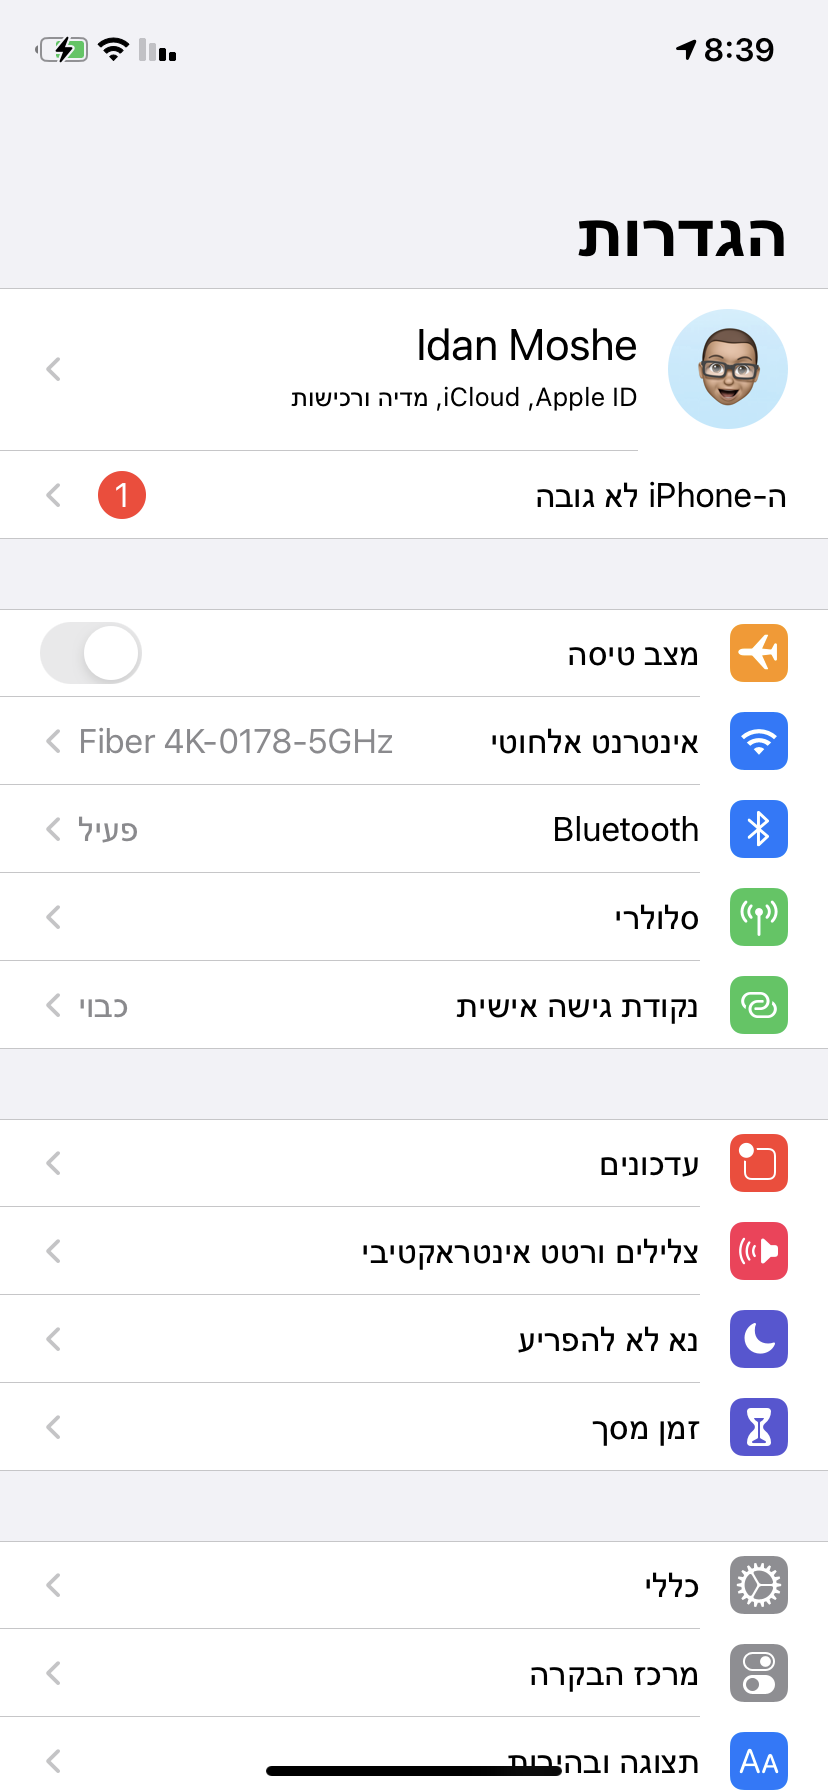 8:39
הגדרות
Idan Moshe
Apple ID, iCloud, מדיה ורכישות
ה-iPhone לא גובה
1
מצב טיסה
אינטרנט אלחוטי
Fiber 4K-0178-5GHz
Bluetooth
פעיל
סלולרי
נקודת גישה אישית
כבוי
עדכונים
צלילים ורטט אינטראקטיבי
נא לא להפריע
זמן מסך
כללי
מרכז הבקרה
AA
תצוגה ובהירות